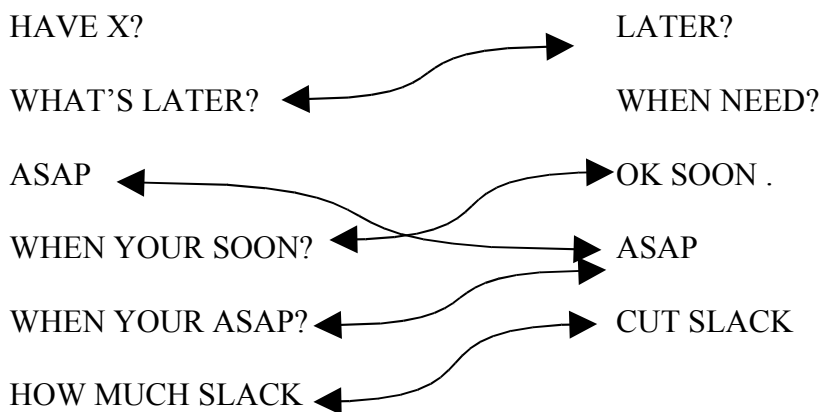 HAVE X? LATER?
WHAT’S LATER? WHEN NEED?
ASAP OK SOON .
WHEN YOUR SOON? ASAP
WHEN YOUR ASAP? CUT SLACK
HOW MUCH SLACK